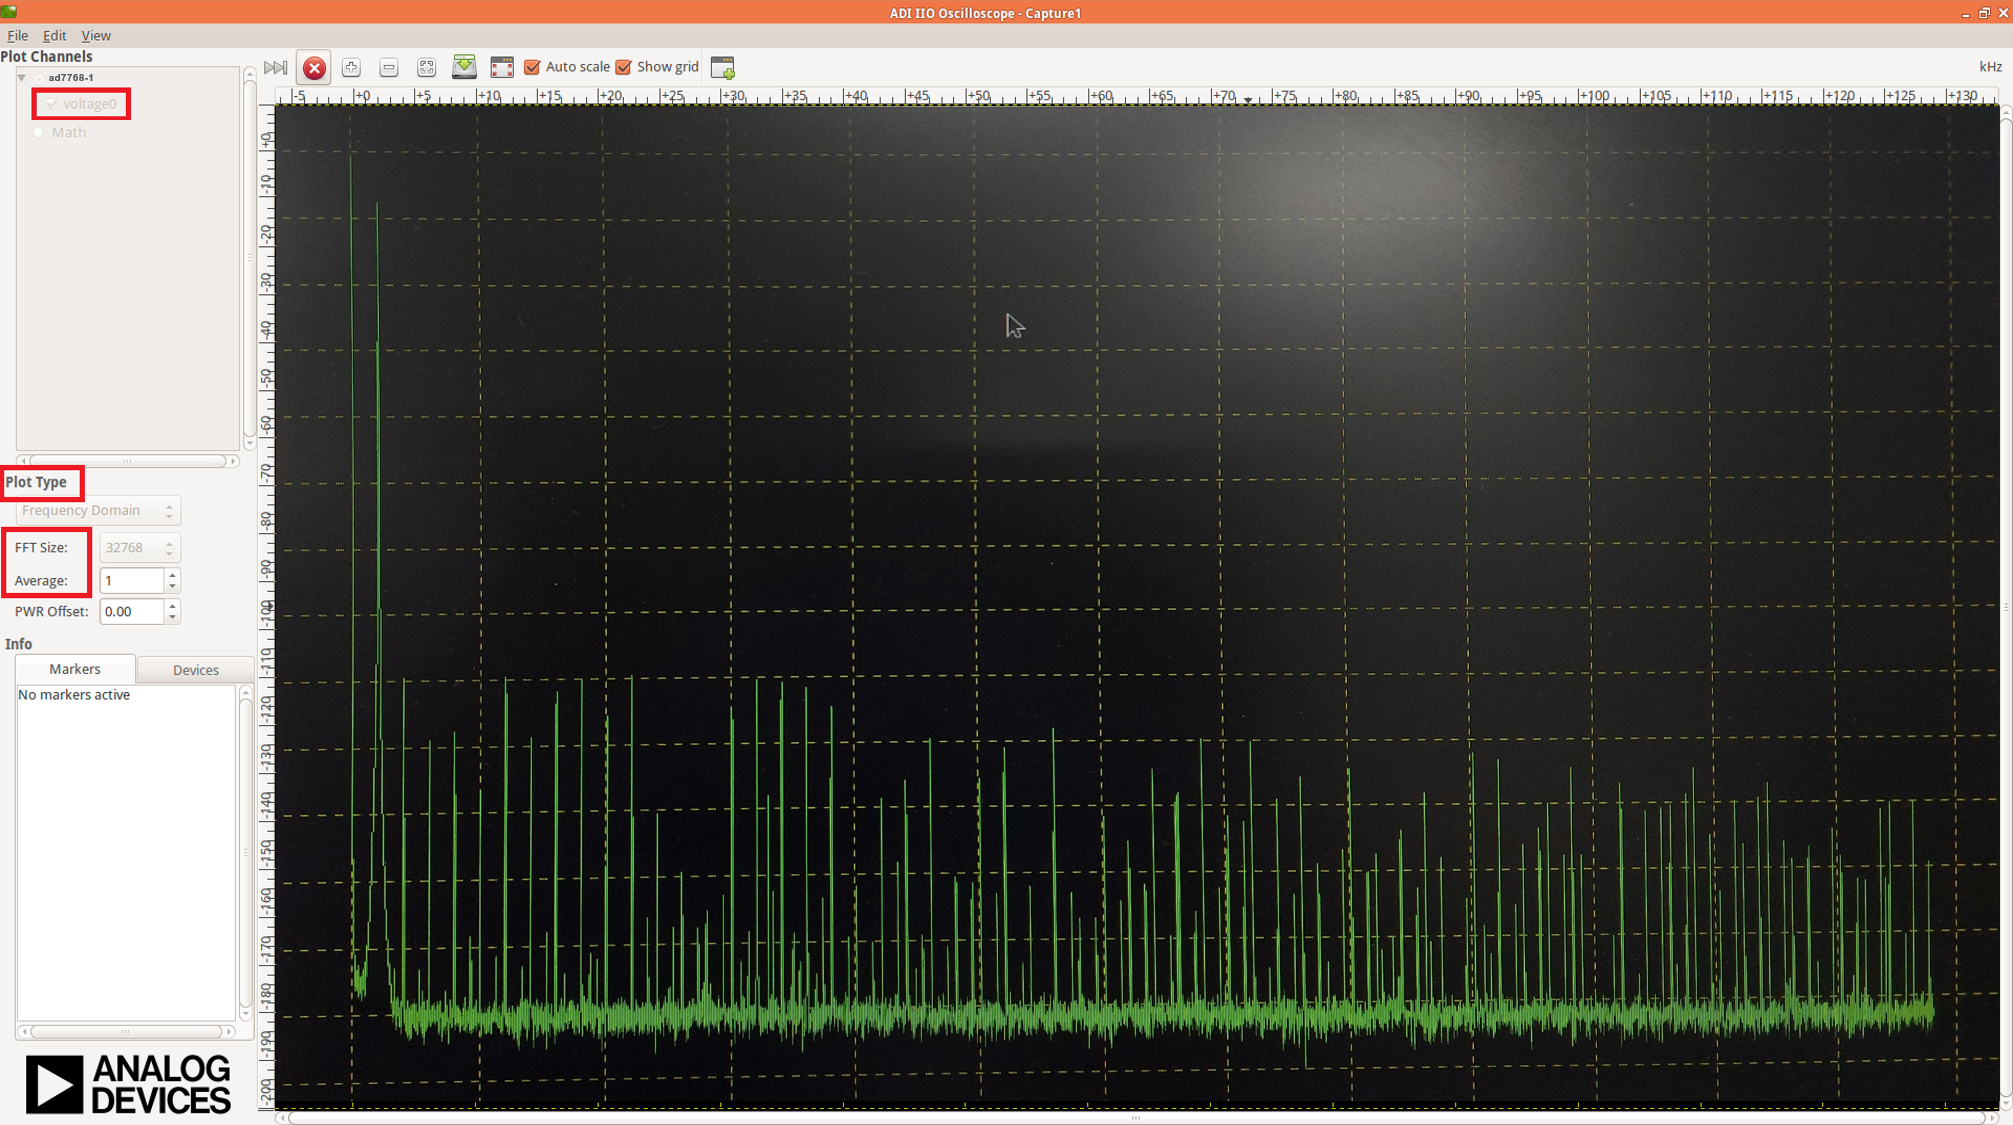 ADI IIO Oscilloscope - Capture1
File Edit View
Plot Channels
ad7768-1
voltage0
Math
Auto scale
Show grid
kHz
-5 +0 +5 +10 +15 +20 +25 +30 +35 +40 +45 +50 +55 +60 +65 +70 +75 +80 +85 +90 +95 +100 +105 +110 +115 +120 +125 +130
+0
-10
-20
-30
-40
-50
-60
-70
-80
-90
-100
-110
-120
-130
-140
-150
-160
-170
-180
-190
-200
Plot Type
Frequency Domain
FFT Size: 32768
Average: 1
PWR Offset: 0.00
Info
Markers Devices
No markers active
ANALOG
DEVICES